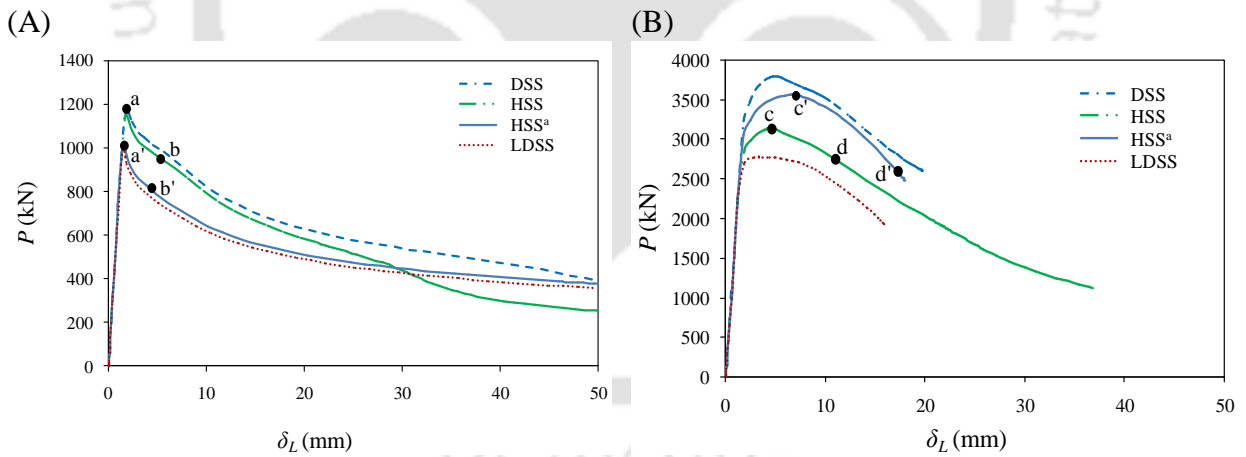 (A)
(B)
1400
1200
1000
800
600
400
200
0
P (kN)
0 10 20 30 40 50
δL (mm)
DSS
HSS
HSSᵃ
LDSS
a
b
a'
b'
4000
3500
3000
2500
2000
1500
1000
500
0
P (kN)
0 10 20 30 40 50
δL (mm)
DSS
HSS
HSSᵃ
LDSS
c
c'
d
d'